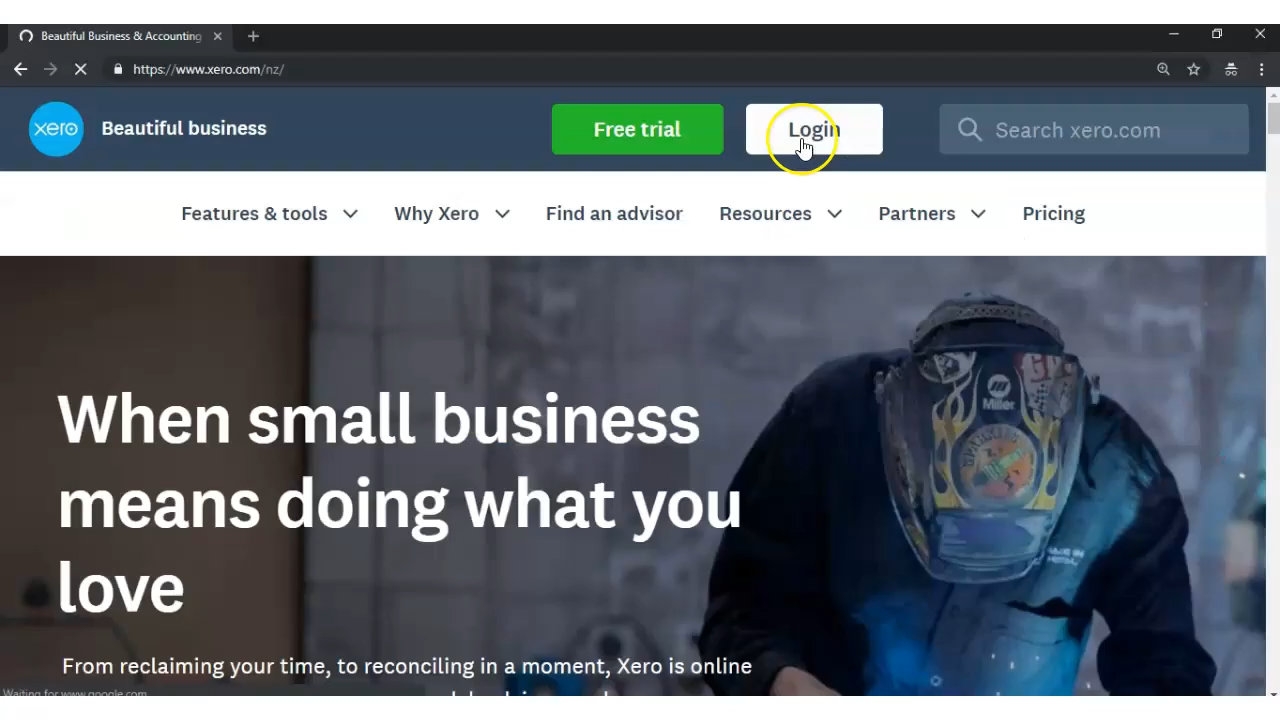 Beautiful Business & Accounting
https://www.xero.com/nz/
xero Beautiful business Free trial Login Search xero.com
Features & tools Why Xero Find an advisor Resources Partners Pricing
Miller
When small business
means doing what you
love
From reclaiming your time, to reconciling in a moment, Xero is online
Waiting for www.google.com